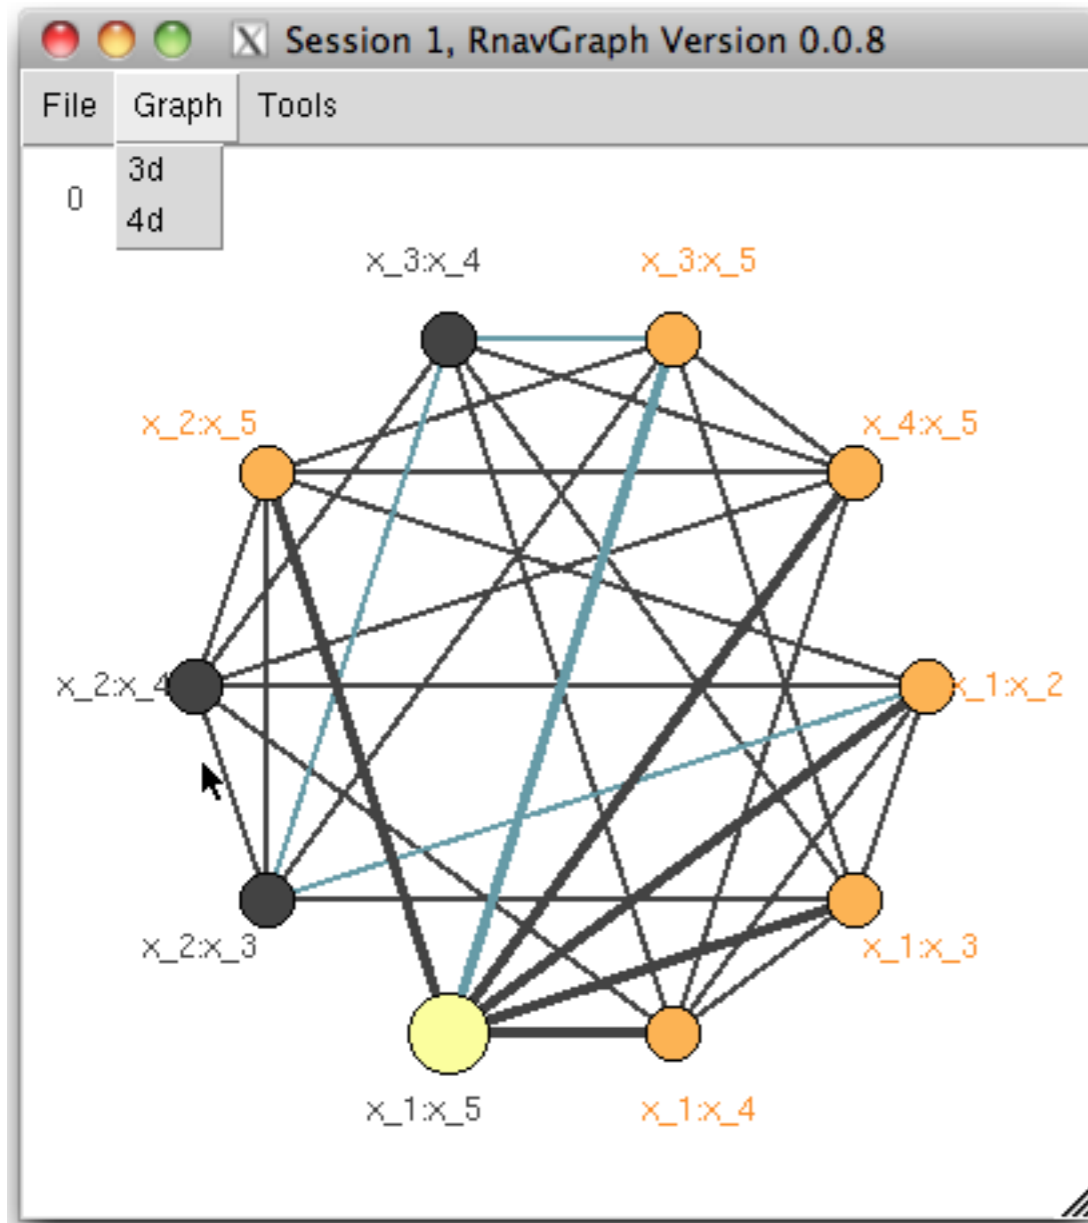 Session 1, RnavGraph Version 0.0.8
File Graph Tools
3d
0
4d
x_3:x_4 x_3:x_5
x_2:x_5 x_4:x_5
x_2:x_4 x_1:x_2
x_2:x_3 x_1:x_3
x_1:x_5 x_1:x_4